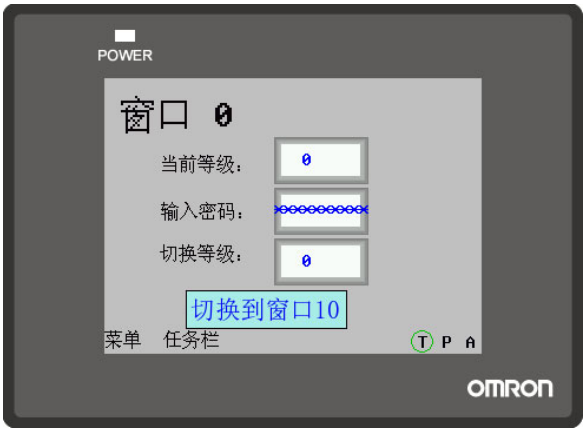 POWER
窗口 0
当前等级: 0
输入密码: xxxxxxxxxx
切换等级: 0
切换到窗口10
菜单 任务栏 T P A
OMRON